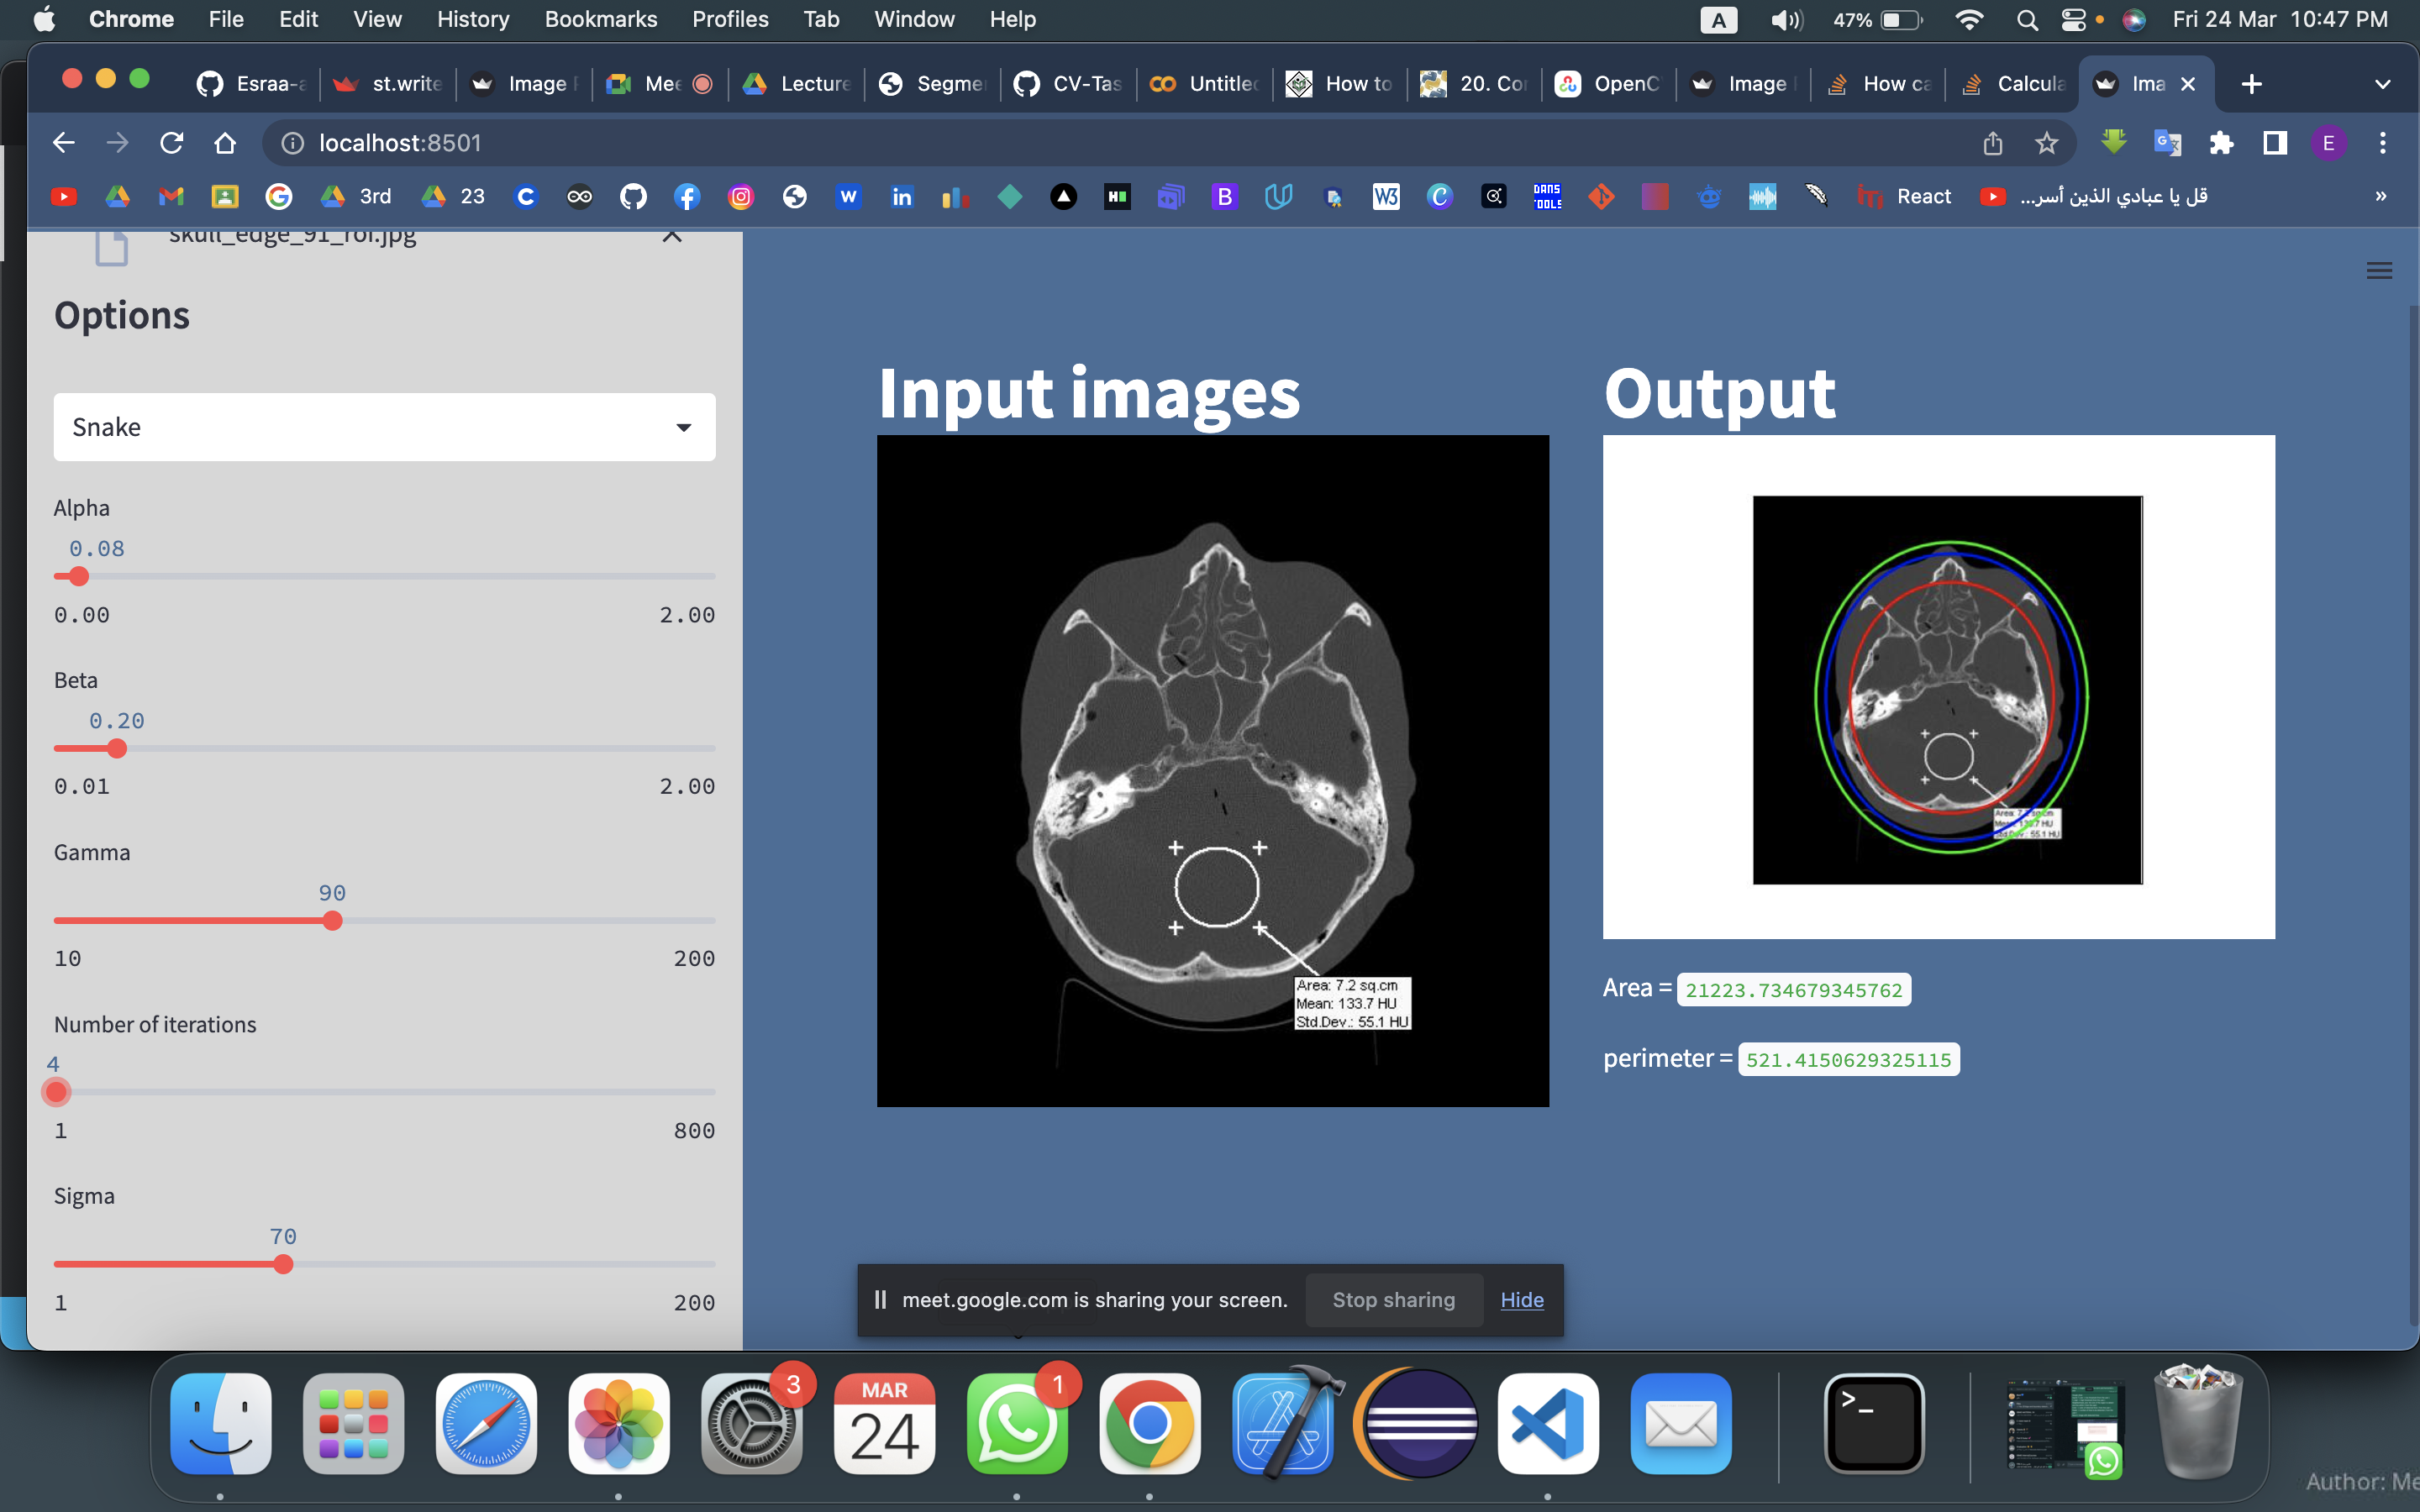 Chrome File Edit View History Bookmarks Profiles Tab Window Help A 47% Fri 24 Mar 10:47 PM
Esraa-a st.write Image Mee Lecture Segme CV-Tas Untitled How to 20. Co OpenC Image How ca Calcula Ima
localhost:8501 E
3rd 23 W in B W3 DANS TOOLS React قل يا عبادي الذين أسر...
skull_edge_91_roi.jpg
Options
Snake
Alpha
0.08
0.00 2.00
Beta
0.20
0.01 2.00
Gamma
90
10 200
Number of iterations
4
1 800
Sigma
70
1 200
Input images
Area: 7.2 sq.cm
Mean: 133.7 HU
Std.Dev.: 55.1 HU
Output
Area = 21223.734679345762
perimeter = 521.4150629325115
meet.google.com is sharing your screen. Stop sharing Hide
3 MAR 1
24
Author: Me